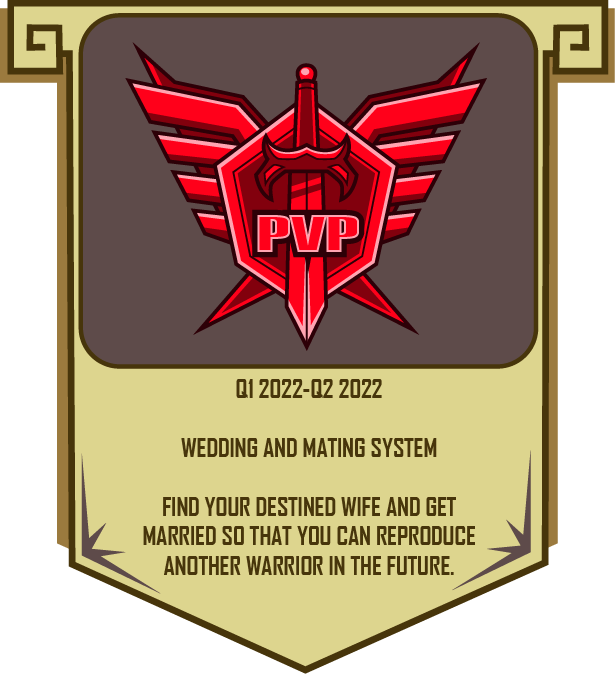 PVP
Q1 2022-Q2 2022
WEDDING AND MATING SYSTEM
FIND YOUR DESTINED WIFE AND GET
MARRIED SO THAT YOU CAN REPRODUCE
ANOTHER WARRIOR IN THE FUTURE.